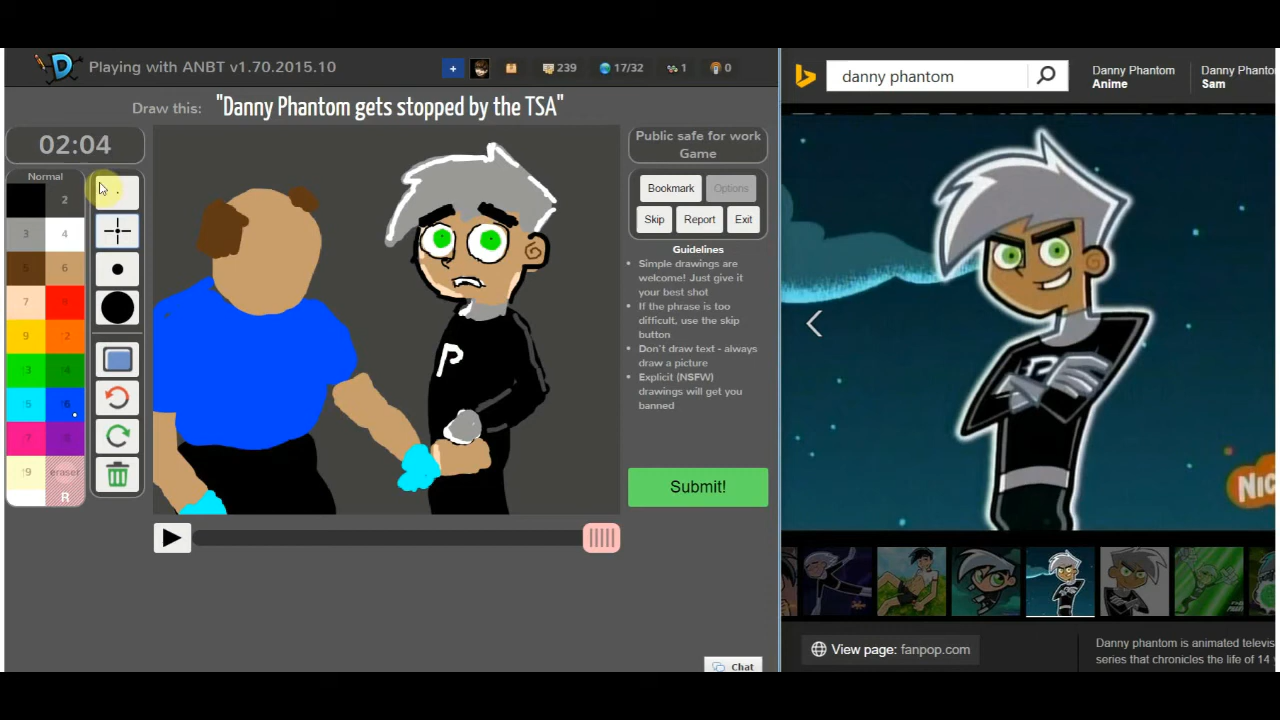 Playing with ANBT v1.70.2015.10
+
239
17/32
1
0
Draw this: "Danny Phantom gets stopped by the TSA"
02:04
Normal
2
3
4
5
6
7
9
R
eraser
Public safe for work
Game
Bookmark
Options
Skip
Report
Exit
Guidelines
Simple drawings are
welcome! Just give it
your best shot
If the phrase is too
difficult, use the skip
button
Don't draw text - always
draw a picture
Explicit (NSFW)
drawings will get you
banned
Submit!
P
Chat
danny phantom
Danny Phantom
Anime
Danny Phanto
Sam
NIC
View page: fanpop.com
Danny phantom is animated televis
series that chronicles the life of 14